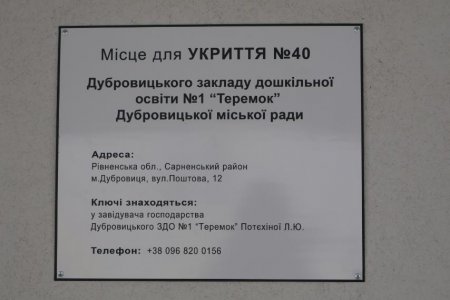 Місце для УКРИТТЯ №40
Дубровицького закладу дошкільної
освіти №1 “Теремок”
Дубровицької міської ради
Адреса:
Рівненська обл., Сарненський район
м.Дубровиця, вул.Поштова, 12
Ключі знаходяться:
у завідувача господарства
Дубровицького ЗДО №1 “Теремок” Потєхіної Л.Ю.
Телефон: +38 096 820 0156